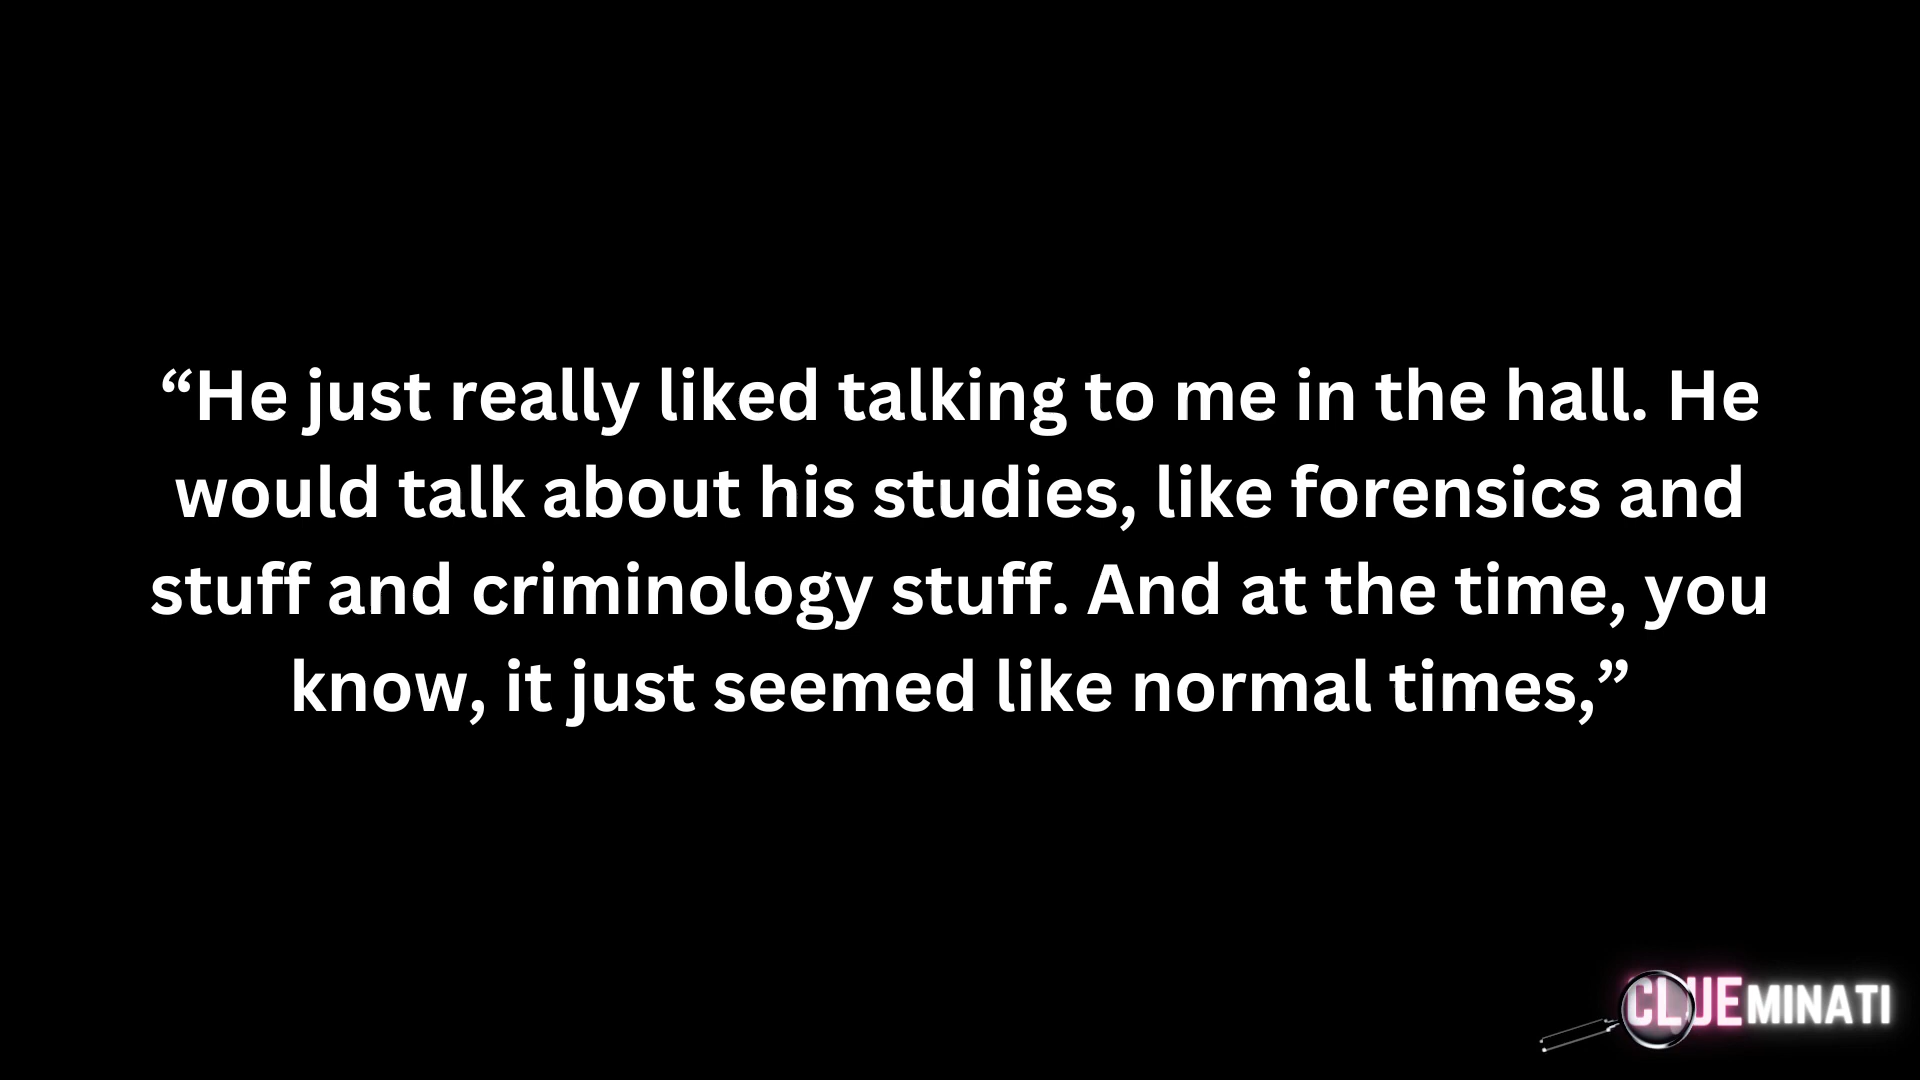 “He just really liked talking to me in the hall. He
would talk about his studies, like forensics and
stuff and criminology stuff. And at the time, you
know, it just seemed like normal times,”
CLUEMINATI